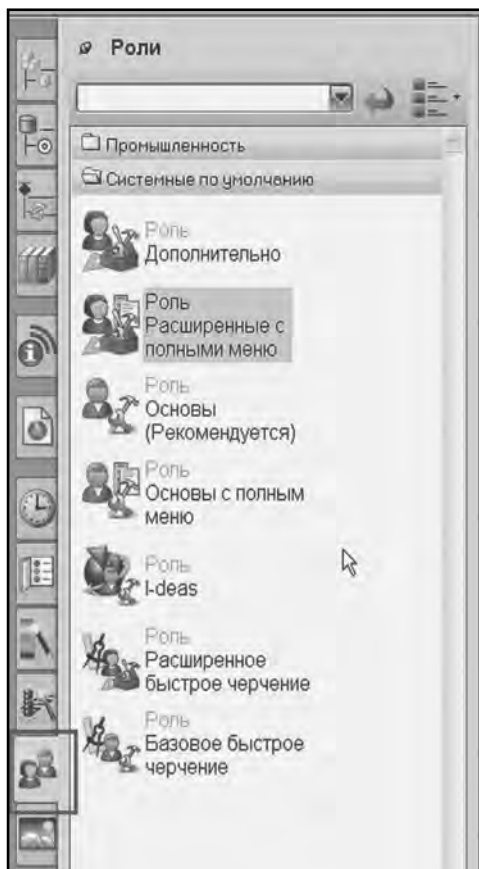 Роли
Промышленность
Системные по умолчанию
Роль
Дополнительно
Роль
Расширенные с
полными меню
Роль
Основы
(Рекомендуется)
Роль
Основы с полным
меню
Роль
I-deas
Роль
Расширенное
быстрое черчение
Роль
Базовое быстрое
черчение